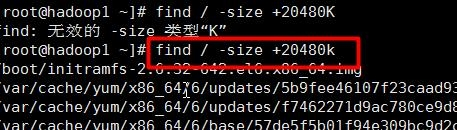 root@hadoop1 ~]# find / -size +20480K
find: 无效的 -size 类型“K”
root@hadoop1 ~]# find / -size +20480k
/boot/initramfs-2.6.32-642.el6.x86_64.img
/var/cache/yum/x86_64/6/updates/5b9fee46107f23caad93
/var/cache/yum/x86_64/6/updates/f7462271d9ac780ce9d8
/var/cache/yum/x86_64/6/base/57de5f5b01f94e309bc9d2